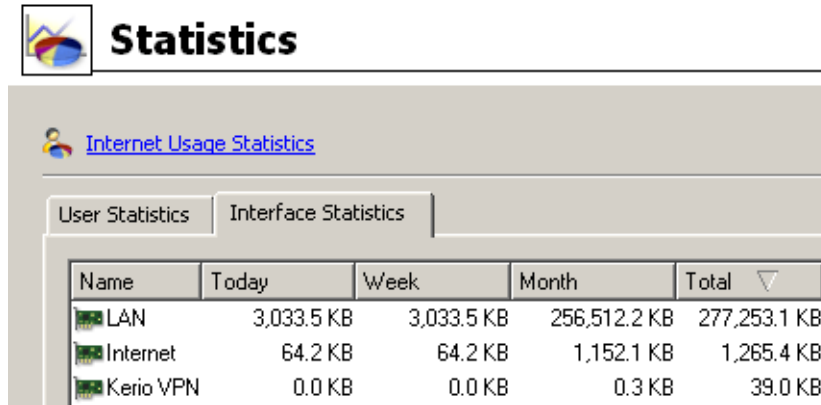 Statistics
Internet Usage Statistics
User Statistics Interface Statistics
Name Today Week Month Total
LAN 3,033.5 KB 3,033.5 KB 256,512.2 KB 277,253.1 KB
Internet 64.2 KB 64.2 KB 1,152.1 KB 1,265.4 KB
Kerio VPN 0.0 KB 0.0 KB 0.3 KB 39.0 KB